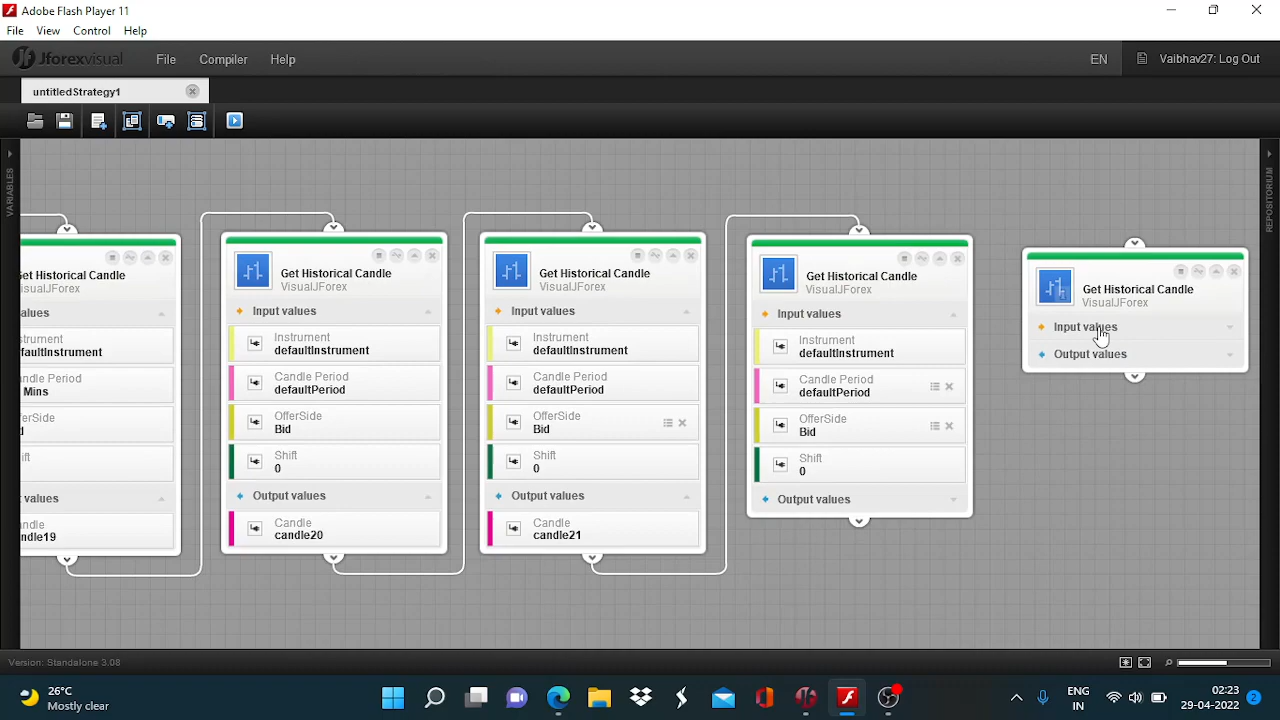 Adobe Flash Player 11
File View Control Help
Jforexvisual File Compiler Help EN Vaibhav27: Log Out
untitledStrategy1
VARIABLES
REPOSITORIUM
Get Historical Candle
VisualJForex
Input values
Instrument
defaultInstrument
Candle Period
defaultPeriod
OfferSide
Bid
Shift
0
Output values
Candle
candle20
Get Historical Candle
VisualJForex
Input values
Instrument
defaultInstrument
Candle Period
defaultPeriod
OfferSide
Bid
Shift
0
Output values
Candle
candle21
Get Historical Candle
VisualJForex
Input values
Instrument
defaultInstrument
Candle Period
defaultPeriod
OfferSide
Bid
Shift
0
Output values
Get Historical Candle
VisualJForex
Input values
Output values
et Historical Candle
sualJForex
alues
strument
efaultInstrument
andle Period
Mins
ferSide
d
ift
values
ndle
ndle19
Version: Standalone 3.08
26°C
Mostly clear
ENG
IN
02:23
29-04-2022
2